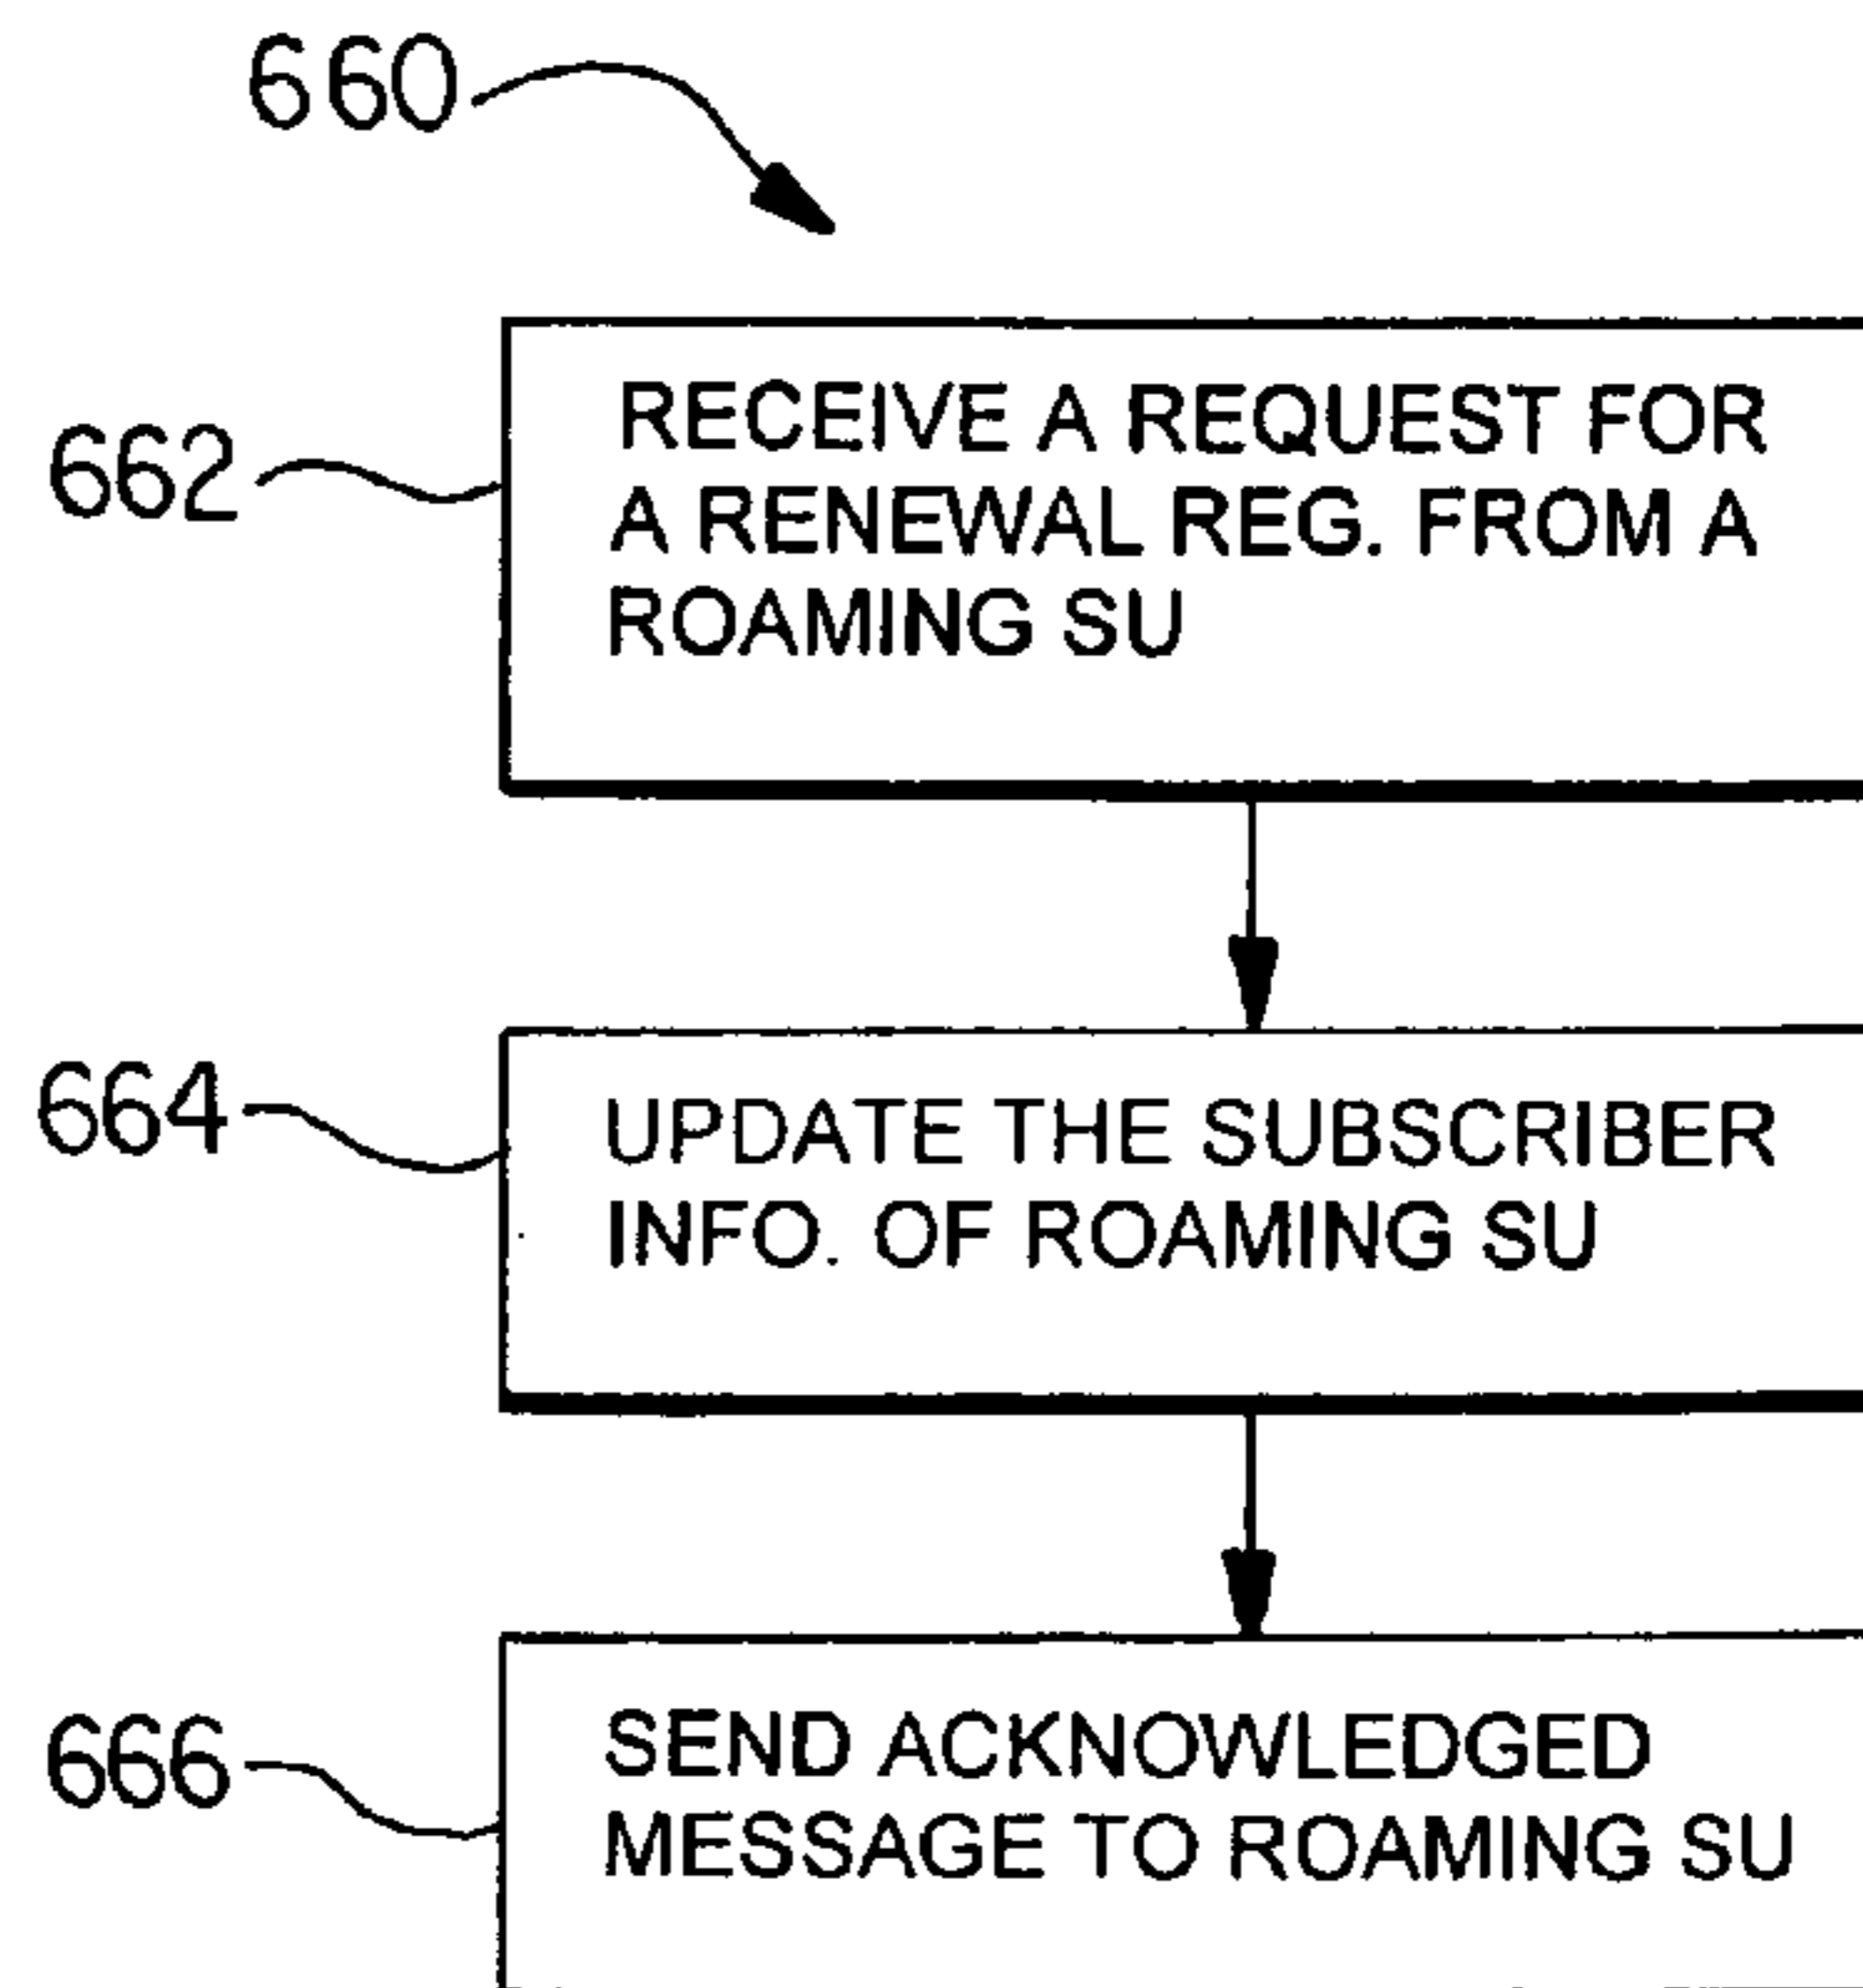 660
662
RECEIVE A REQUEST FOR
A RENEWAL REG. FROM A
ROAMING SU
664
UPDATE THE SUBSCRIBER
INFO. OF ROAMING SU
666
SEND ACKNOWLEDGED
MESSAGE TO ROAMING SU